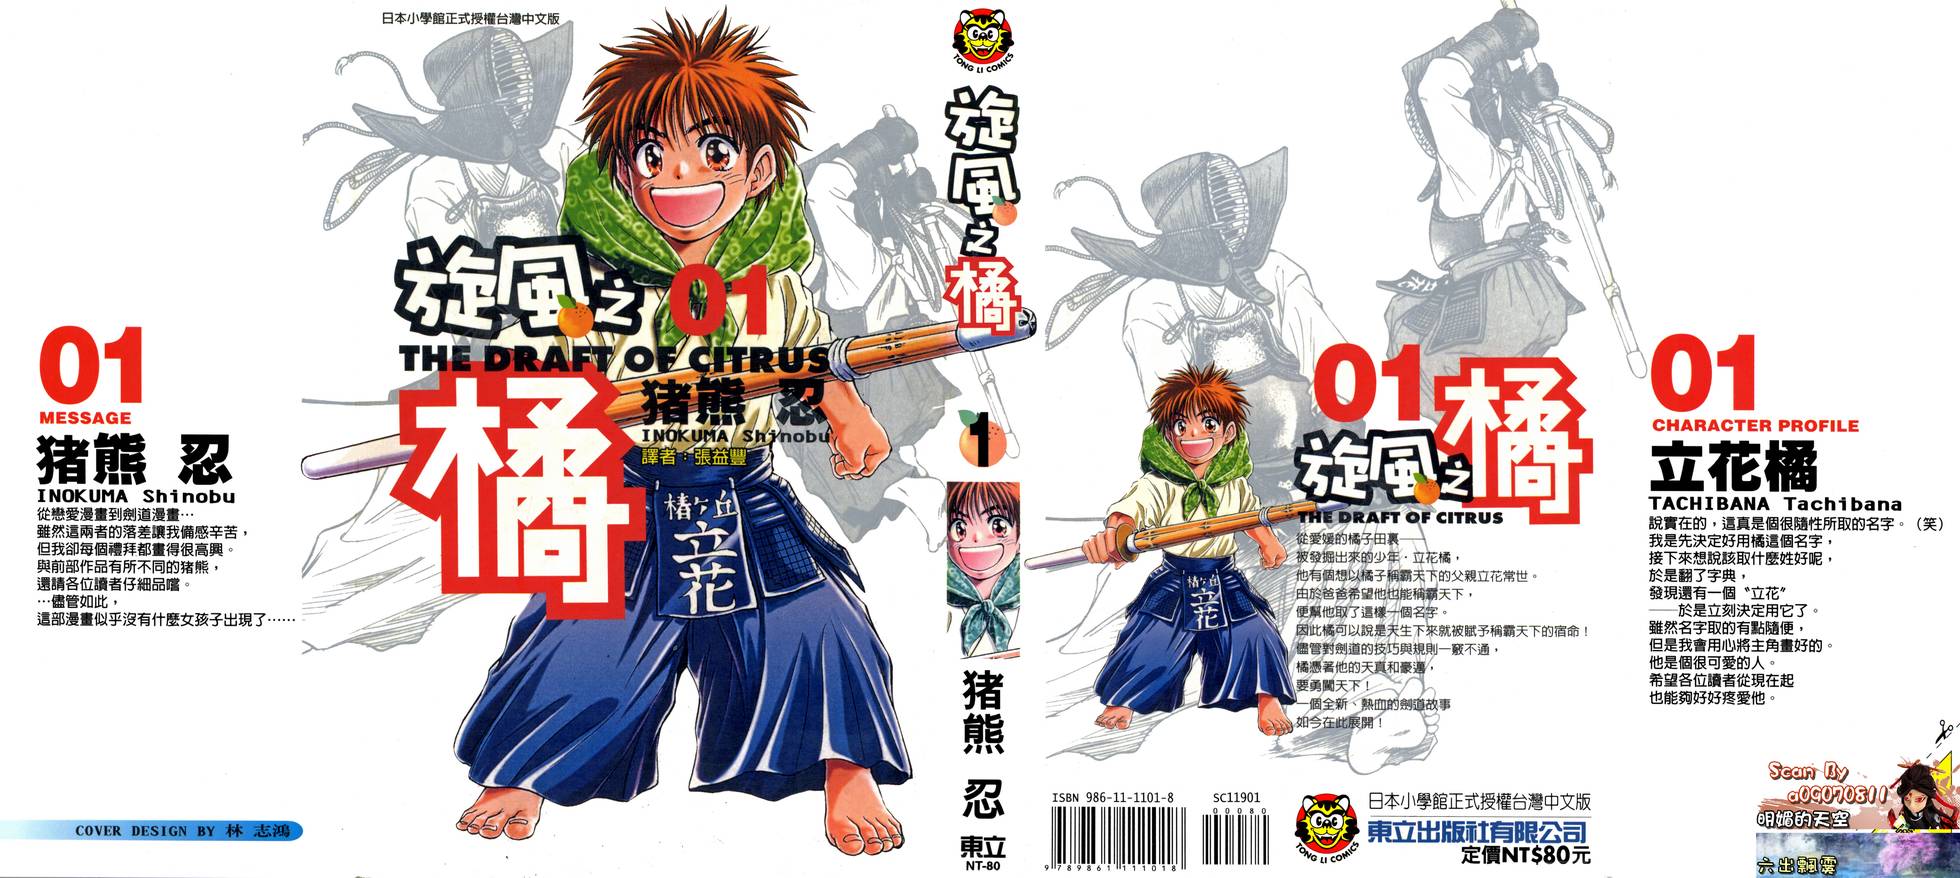 01
MESSAGE
猪熊 忍
INOKUMA Shinobu
從戀愛漫畫到劍道漫畫…
雖然這兩者的落差讓我備感辛苦，
但我卻每個禮拜都畫得很高興。
與前部作品有所不同的猪熊，
還請各位讀者仔細品嚐。
…儘管如此，
這部漫畫似乎沒有什麼女孩子出現了……
COVER DESIGN BY 林 志鴻
日本小學館正式授權台灣中文版
旋風之
01
THE DRAFT OF CITRUS
橘
猪熊 忍
INOKUMA Shinobu
譯者：張益豐
椿ヶ丘
立花
TONG LI COMICS
旋風之橘
1
猪熊 忍
東立
NT-80
01
旋風之橘
THE DRAFT OF CITRUS
從愛媛的橘子田裏——
被發掘出來的少年．立花橘，
他有個想以橘子稱霸天下的父親立花常世。
由於爸爸希望他也能稱霸天下，
便幫他取了這樣一個名字。
因此橘可以說是天生下來就被賦予稱霸天下的宿命！
儘管對劍道的技巧與規則一竅不通，
橘憑著他的天真和豪邁，
要勇闖天下！
一個全新、熱血的劍道故事
如今在此展開！
椿ヶ丘
立花
ISBN 986-11-1101-8
9 789861 111018
SC11901
00080
TONG LI COMICS
日本小學館正式授權台灣中文版
東立出版社有限公司
定價NT$80元
01
CHARACTER PROFILE
立花橘
TACHIBANA Tachibana
說實在的，這真是個很隨性所取的名字。（笑）
我是先決定好用橘這個名字，
接下來想說該取什麼姓好呢，
於是翻了字典，
發現還有一個〝立花〞
——於是立刻決定用它了。
雖然名字取的有點隨便，
但是我會用心將主角畫好的。
他是個很可愛的人。
希望各位讀者從現在起
也能夠好好疼愛他。
Scan By
a09070811
明媚的天空
六出飄霙